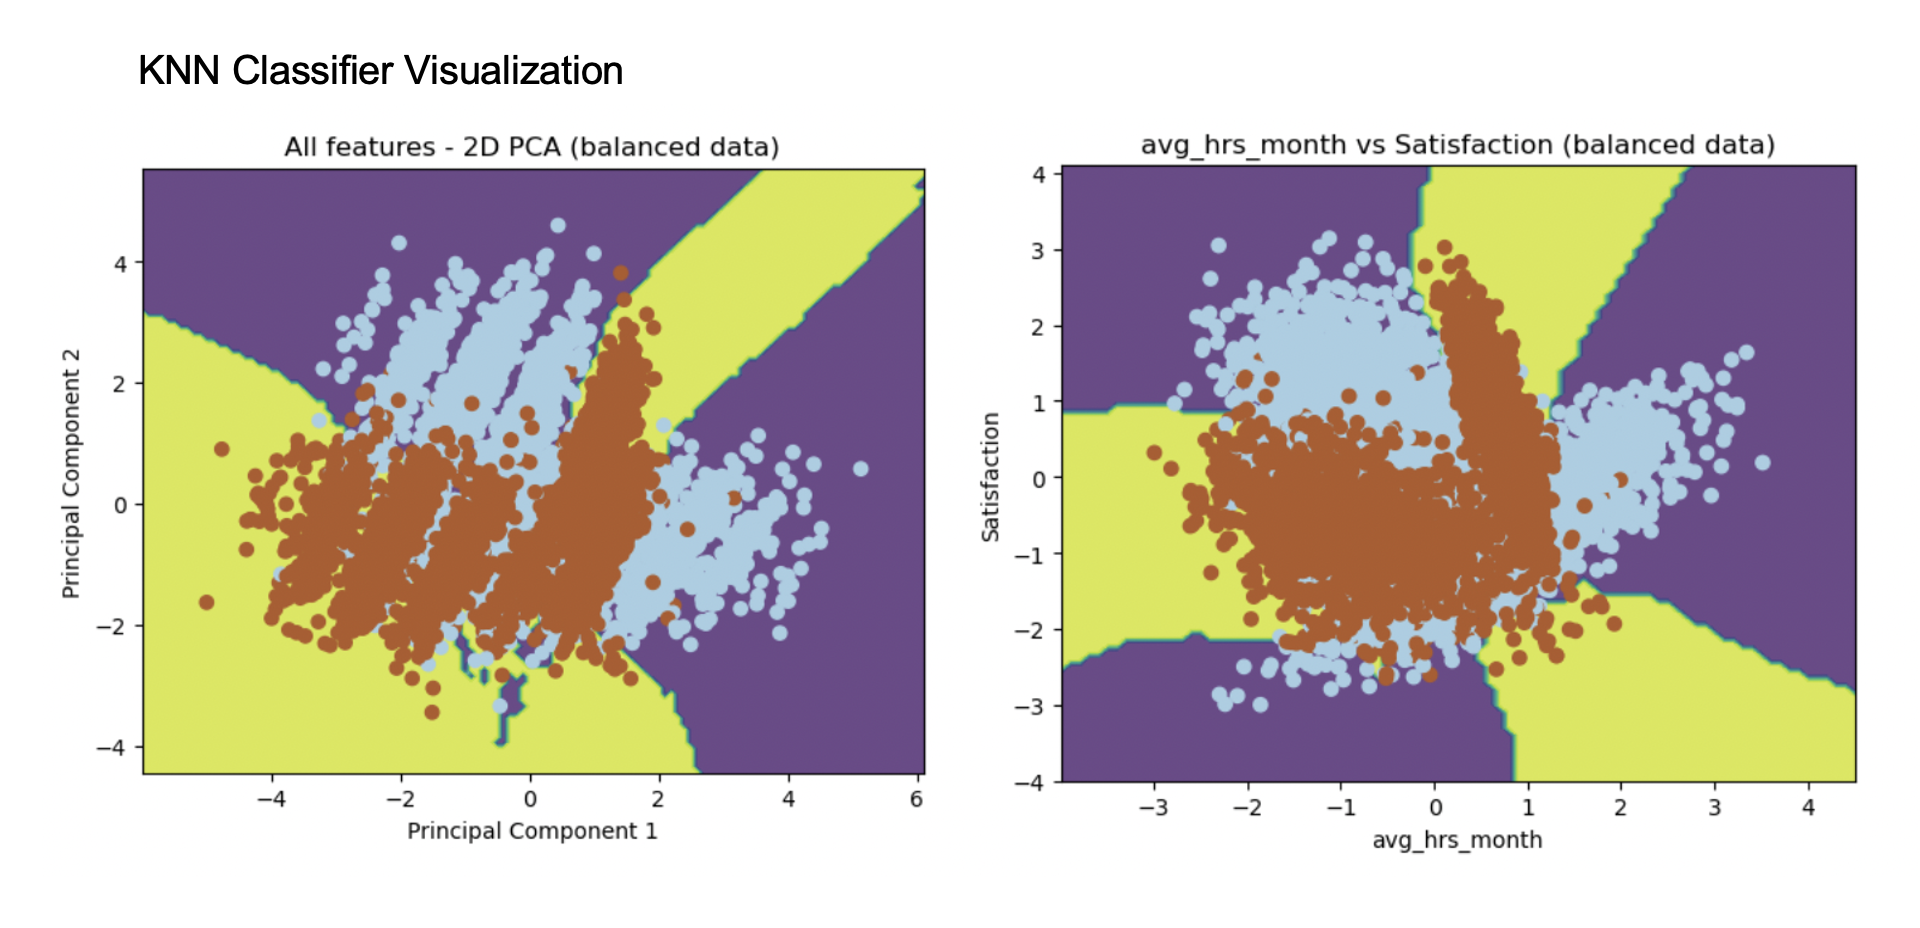 KNN Classifier Visualization
All features - 2D PCA (balanced data)
Principal Component 2
4
2
0
−2
−4
−4 −2 0 2 4 6
Principal Component 1
avg_hrs_month vs Satisfaction (balanced data)
Satisfaction
4
3
2
1
0
−1
−2
−3
−4
−3 −2 −1 0 1 2 3 4
avg_hrs_month